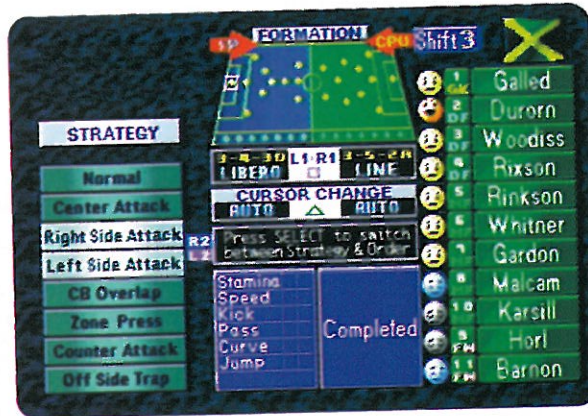 FORMATION
1P
CPU
Shift 3
STRATEGY
Normal
Center Attack
Right Side Attack
Left Side Attack
CB Overlap
Zone Press
Counter Attack
Off Side Trap
R2
L2
3-4-3D L1·R1 3-5-2A
LIBERO □ LINE
CURSOR CHANGE
AUTO △ AUTO
Press SELECT to switch
between Strategy & Order
Stamina
Speed
Kick
Pass
Curve
Jump
Completed
1 GK Galled
2 DF Durorn
3 DF Woodiss
4 DF Rixson
5 Rinkson
6 Whitner
7 Gardon
8 Malcam
10 Karsill
9 FW Horl
11 FW Barnon